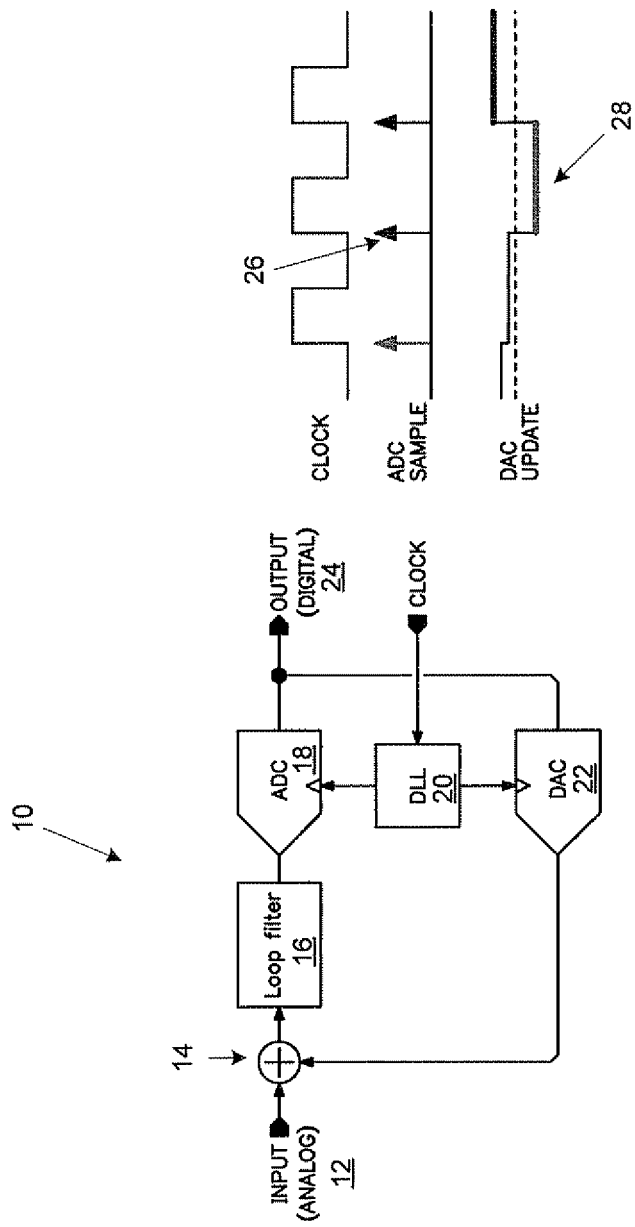 10
INPUT
(ANALOG)
12
14
Loop filter
16
ADC
18
OUTPUT
(DIGITAL)
24
DLL
20
CLOCK
DAC
22
CLOCK
ADC
SAMPLE
26
DAC
UPDATE
28